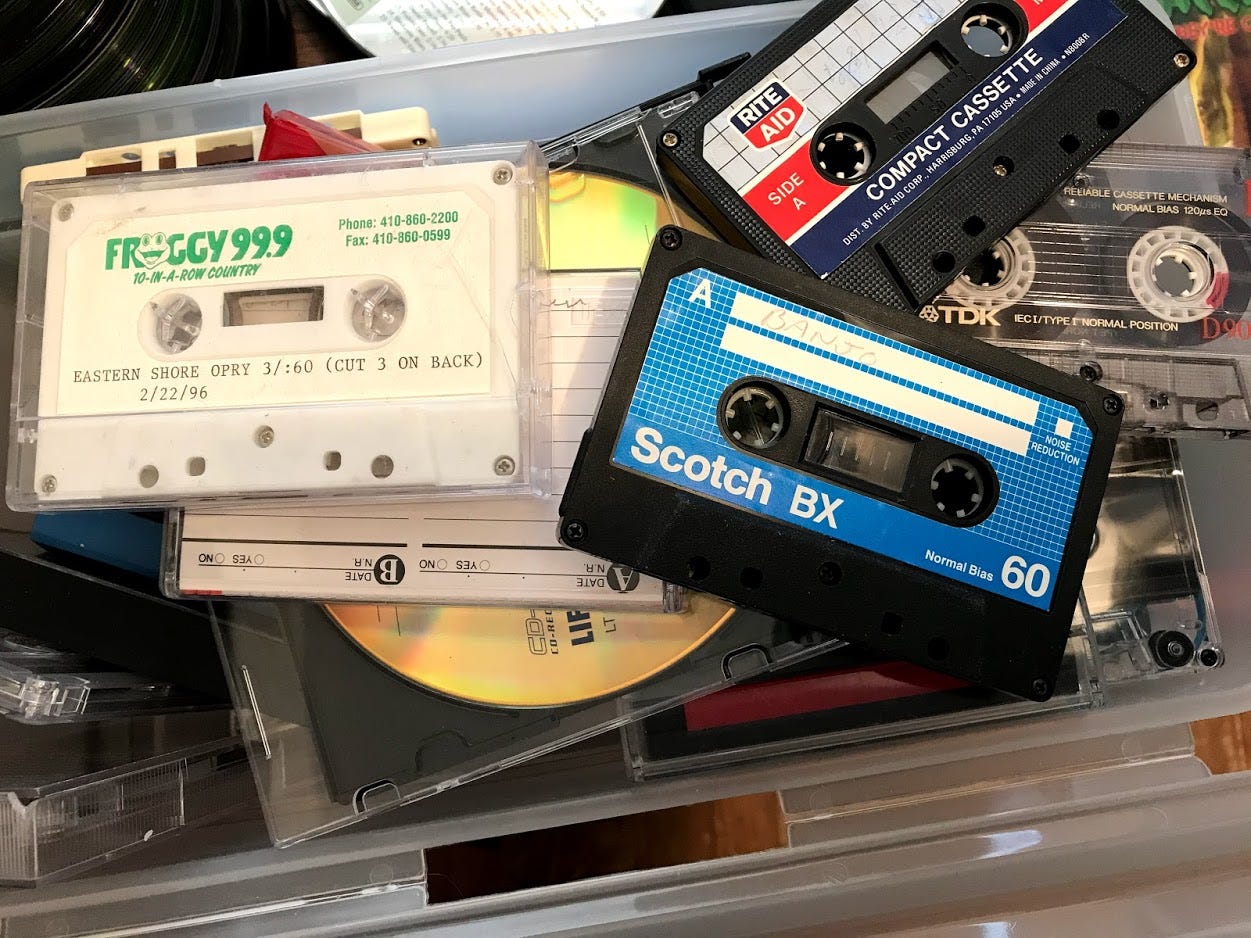 FROGGY 99.9
10-IN-A-ROW COUNTRY
Phone: 410-860-2200
Fax: 410-860-0599
EASTERN SHORE OPRY 3/:60 (CUT 3 ON BACK)
2/22/96
RITE
AID
SIDE
A
COMPACT CASSETTE
DIST. BY RITE AID CORP., HARRISBURG, PA 17105 USA • MADE IN CHINA • N8008R
RELIABLE CASSETTE MECHANISM
NORMAL BIAS 120µs EQ
TDK
IEC I/TYPE I NORMAL POSITION
D90
A
BANJO
NOISE
REDUCTION
Scotch BX
Normal Bias 60
A DATE
N.R. YES NO
B DATE
N.R. YES NO